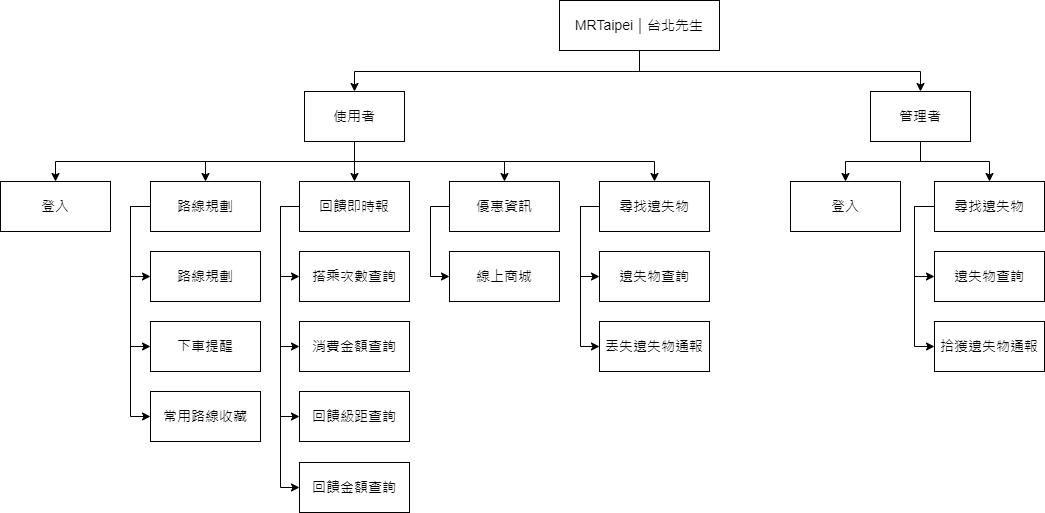 MRTaipei｜台北先生
使用者
管理者
登入
路線規劃
回饋即時報
優惠資訊
尋找遺失物
登入
尋找遺失物
路線規劃
搭乘次數查詢
線上商城
遺失物查詢
遺失物查詢
下車提醒
消費金額查詢
丟失遺失物通報
拾獲遺失物通報
常用路線收藏
回饋級距查詢
回饋金額查詢